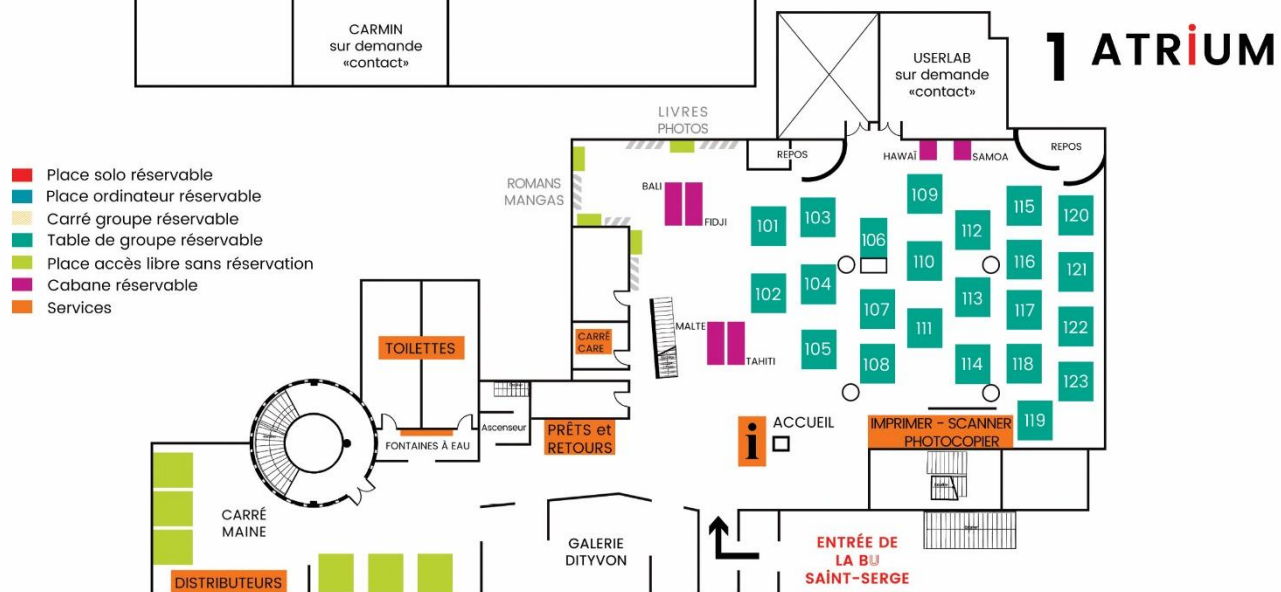 CARMIN
sur demande
«contact»
USERLAB
sur demande
«contact»
1 ATRiUM
LIVRES
PHOTOS
REPOS
HAWAÏ
SAMOA
REPOS
Place solo réservable
Place ordinateur réservable
Carré groupe réservable
Table de groupe réservable
Place accès libre sans réservation
Cabane réservable
Services
ROMANS
MANGAS
BALI
FIDJI
101
102
103
104
105
106
107
108
109
110
111
112
113
114
115
116
117
118
119
120
121
122
123
MALTE
TAHITI
CARRÉ
CARE
TOILETTES
FONTAINES À EAU
Ascenseur
PRÊTS et
RETOURS
i
ACCUEIL
IMPRIMER - SCANNER
PHOTOCOPIER
CARRÉ
MAINE
DISTRIBUTEURS
GALERIE
DITYVON
ENTRÉE DE
LA BU
SAİNT-SERGE